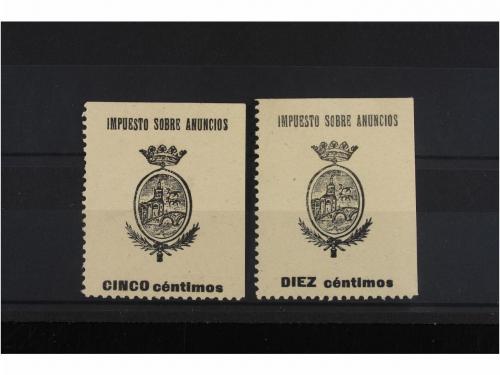 IMPUESTO SOBRE ANUNCIOS
CINCO céntimos
IMPUESTO SOBRE ANUNCIOS
DIEZ céntimos